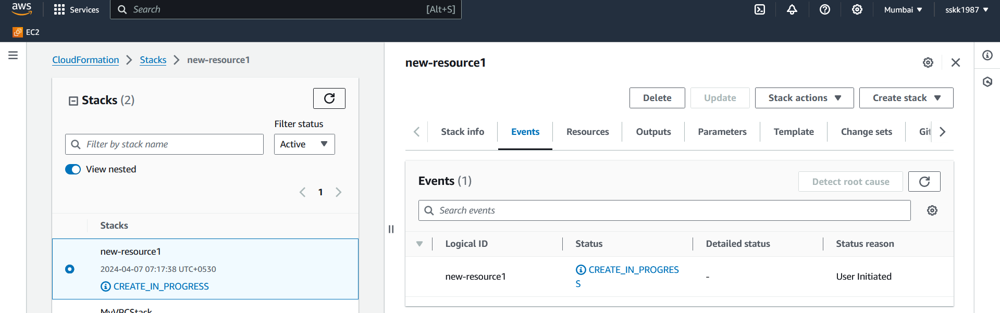 aws
Services
Search
[Alt+S]
Mumbai
sskk1987
EC2
CloudFormation
Stacks
new-resource1
Stacks (2)
Filter status
Filter by stack name
Active
View nested
1
Stacks
new-resource1
2024-04-07 07:17:38 UTC+0530
CREATE_IN_PROGRESS
MyVPCStack
new-resource1
Delete
Update
Stack actions
Create stack
Stack info
Events
Resources
Outputs
Parameters
Template
Change sets
Git
Events (1)
Detect root cause
Search events
Logical ID
Status
Detailed status
Status reason
new-resource1
CREATE_IN_PROGRES
S
-
User Initiated